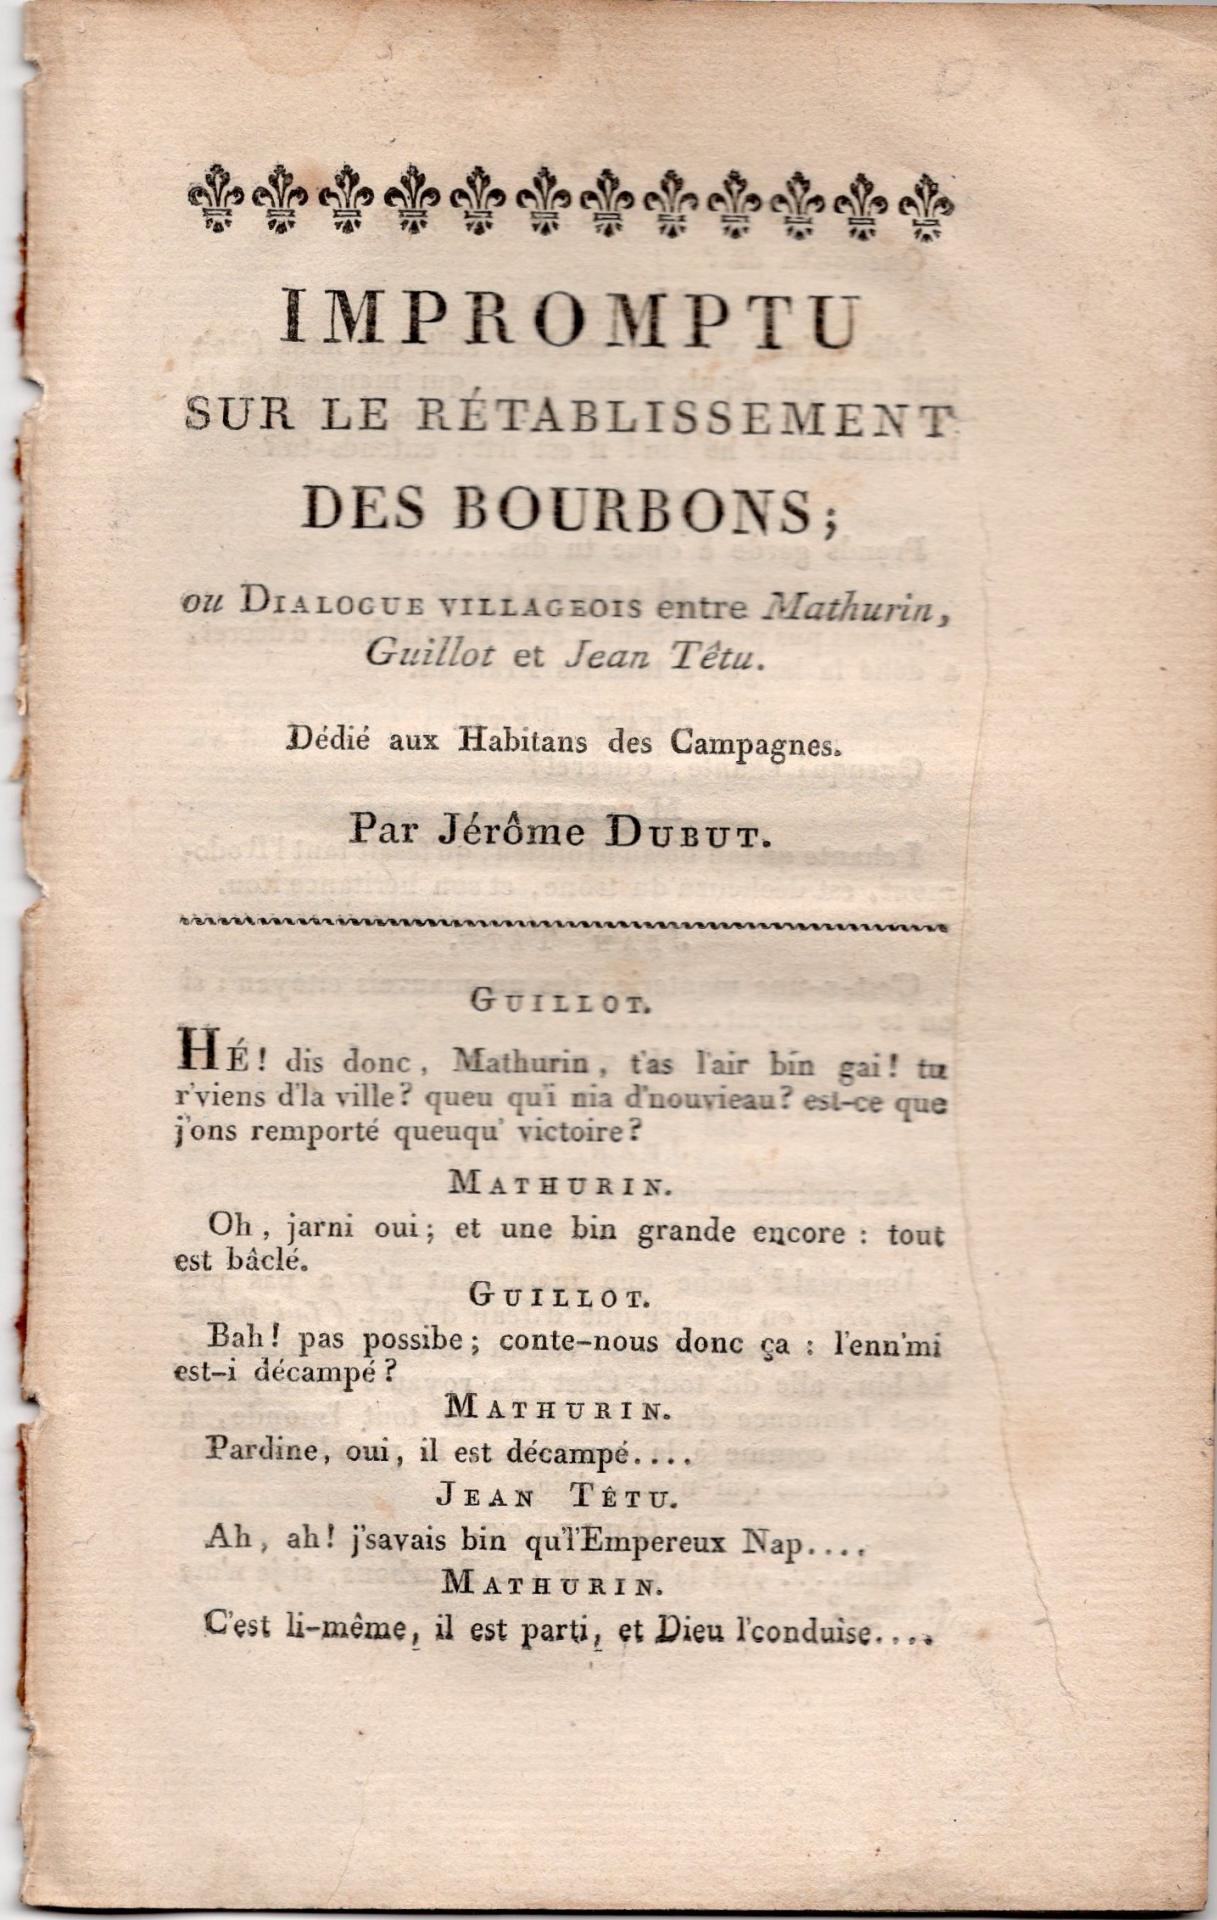 IMPROMPTU
SUR LE RÉTABLISSEMENT
DES BOURBONS;
ou DIALOGUE VILLAGEOIS entre Mathurin,
Guillot et Jean Têtu.
Dédié aux Habitans des Campagnes.
Par Jérôme DUBUT.
GUILLOT.
HÉ! dis donc, Mathurin, t'as l'air bin gai! tu
r'viens d'la ville? queu qu'i nia d'nouvieau? est-ce que
j'ons remporté queuqu' victoire?
MATHURIN.
Oh, jarni oui; et une bin grande encore : tout
est bâclé.
GUILLOT.
Bah! pas possibe; conte-nous donc ça : l'enn'mi
est-i décampé?
MATHURIN.
Pardine, oui, il est décampé....
JEAN TÊTU.
Ah, ah! j'savais bin qu'l'Empereux Nap....
MATHURIN.
C'est li-même, il est parti, et Dieu l'conduise....